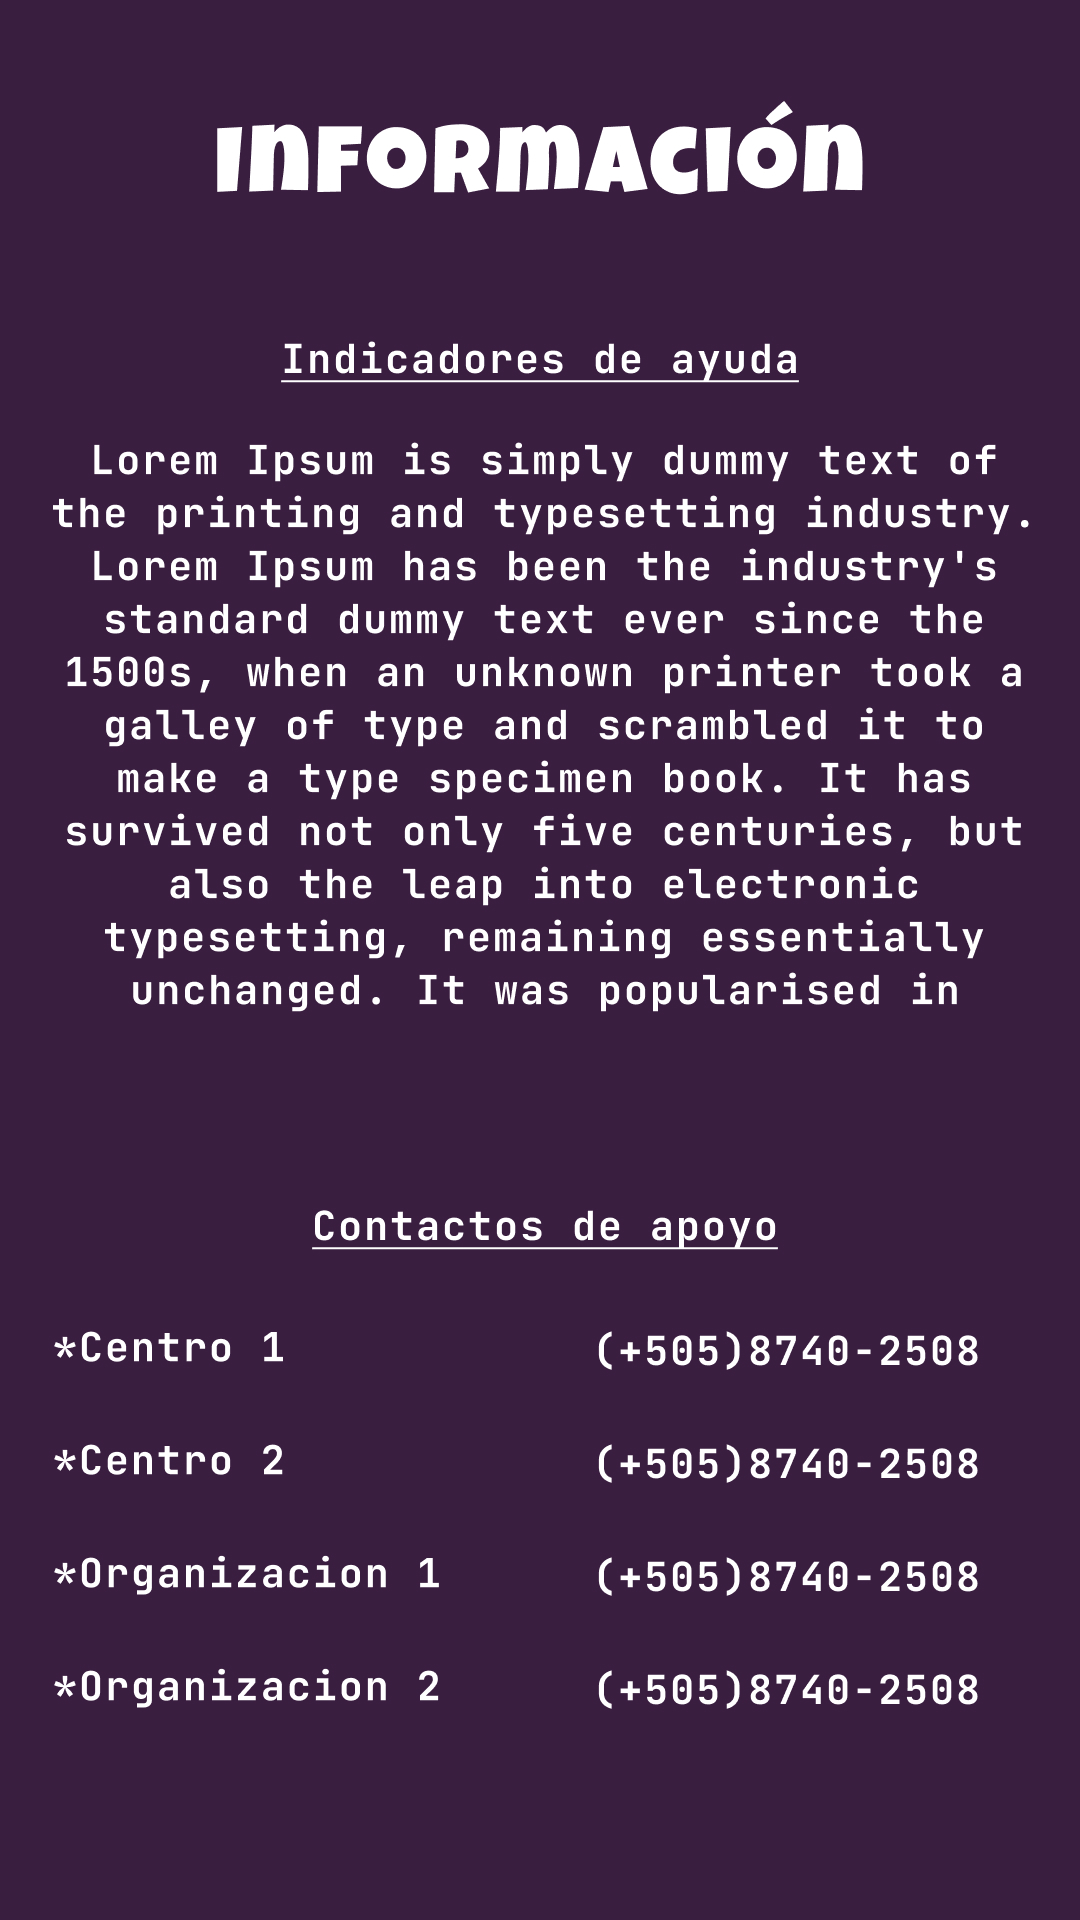 INFORMACIÓN
Indicadores de ayuda
Lorem Ipsum is simply dummy text of
the printing and typesetting industry.
Lorem Ipsum has been the industry's
standard dummy text ever since the
1500s, when an unknown printer took a
galley of type and scrambled it to
make a type specimen book. It has
survived not only five centuries, but
also the leap into electronic
typesetting, remaining essentially
unchanged. It was popularised in
Contactos de apoyo
*Centro 1 (+505)8740-2508
*Centro 2 (+505)8740-2508
*Organizacion 1 (+505)8740-2508
*Organizacion 2 (+505)8740-2508